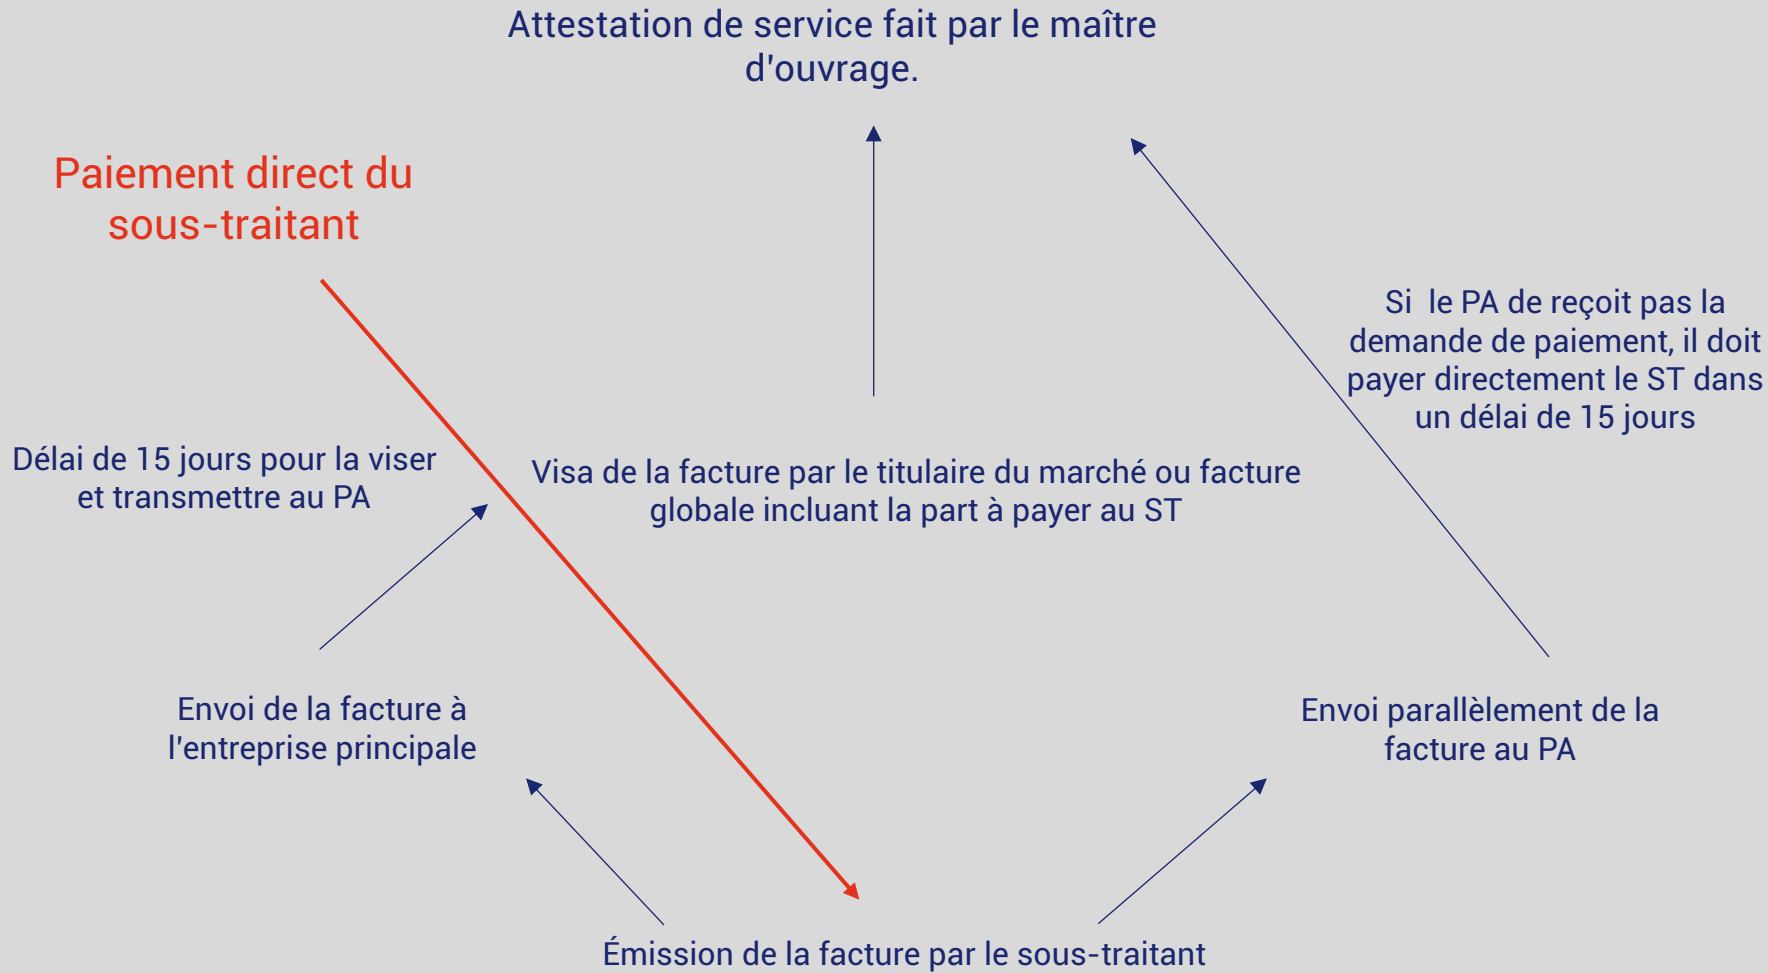 Attestation de service fait par le maître
d'ouvrage.
Paiement direct du
sous-traitant
Si le PA de reçoit pas la
demande de paiement, il doit
payer directement le ST dans
un délai de 15 jours
Délai de 15 jours pour la viser
et transmettre au PA
Visa de la facture par le titulaire du marché ou facture
globale incluant la part à payer au ST
Envoi de la facture à
l'entreprise principale
Envoi parallèlement de la
facture au PA
Émission de la facture par le sous-traitant